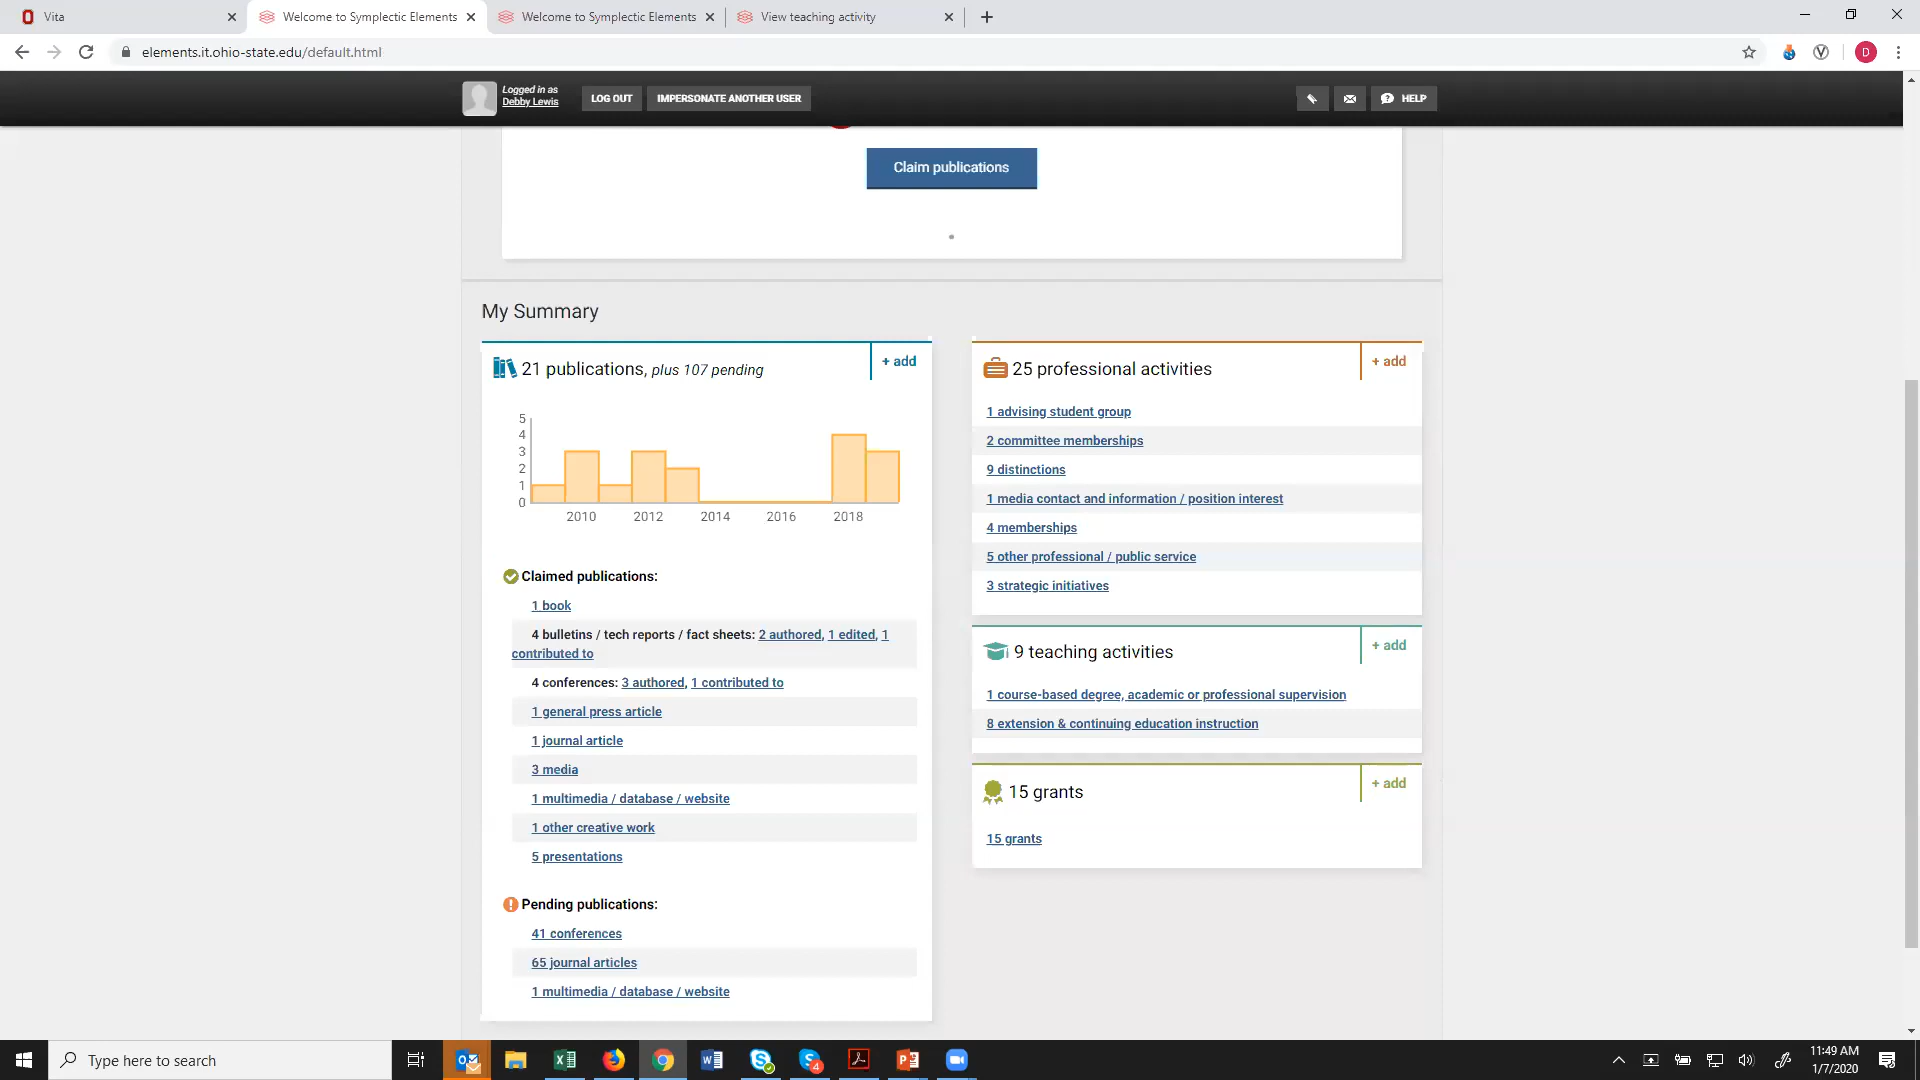 Vita
Welcome to Symplectic Elements
Welcome to Symplectic Elements
View teaching activity
elements.it.ohio-state.edu/default.html
D
Logged in as
Debby Lewis
LOG OUT
IMPERSONATE ANOTHER USER
HELP
Claim publications
My Summary
21 publications, plus 107 pending
+ add
5
4
3
2
1
0
2010 2012 2014 2016 2018
Claimed publications:
1 book
4 bulletins / tech reports / fact sheets: 2 authored, 1 edited, 1
contributed to
4 conferences: 3 authored, 1 contributed to
1 general press article
1 journal article
3 media
1 multimedia / database / website
1 other creative work
5 presentations
Pending publications:
41 conferences
65 journal articles
1 multimedia / database / website
25 professional activities
+ add
1 advising student group
2 committee memberships
9 distinctions
1 media contact and information / position interest
4 memberships
5 other professional / public service
3 strategic initiatives
9 teaching activities
+ add
1 course-based degree, academic or professional supervision
8 extension & continuing education instruction
15 grants
+ add
15 grants
Type here to search
4
11:49 AM
1/7/2020